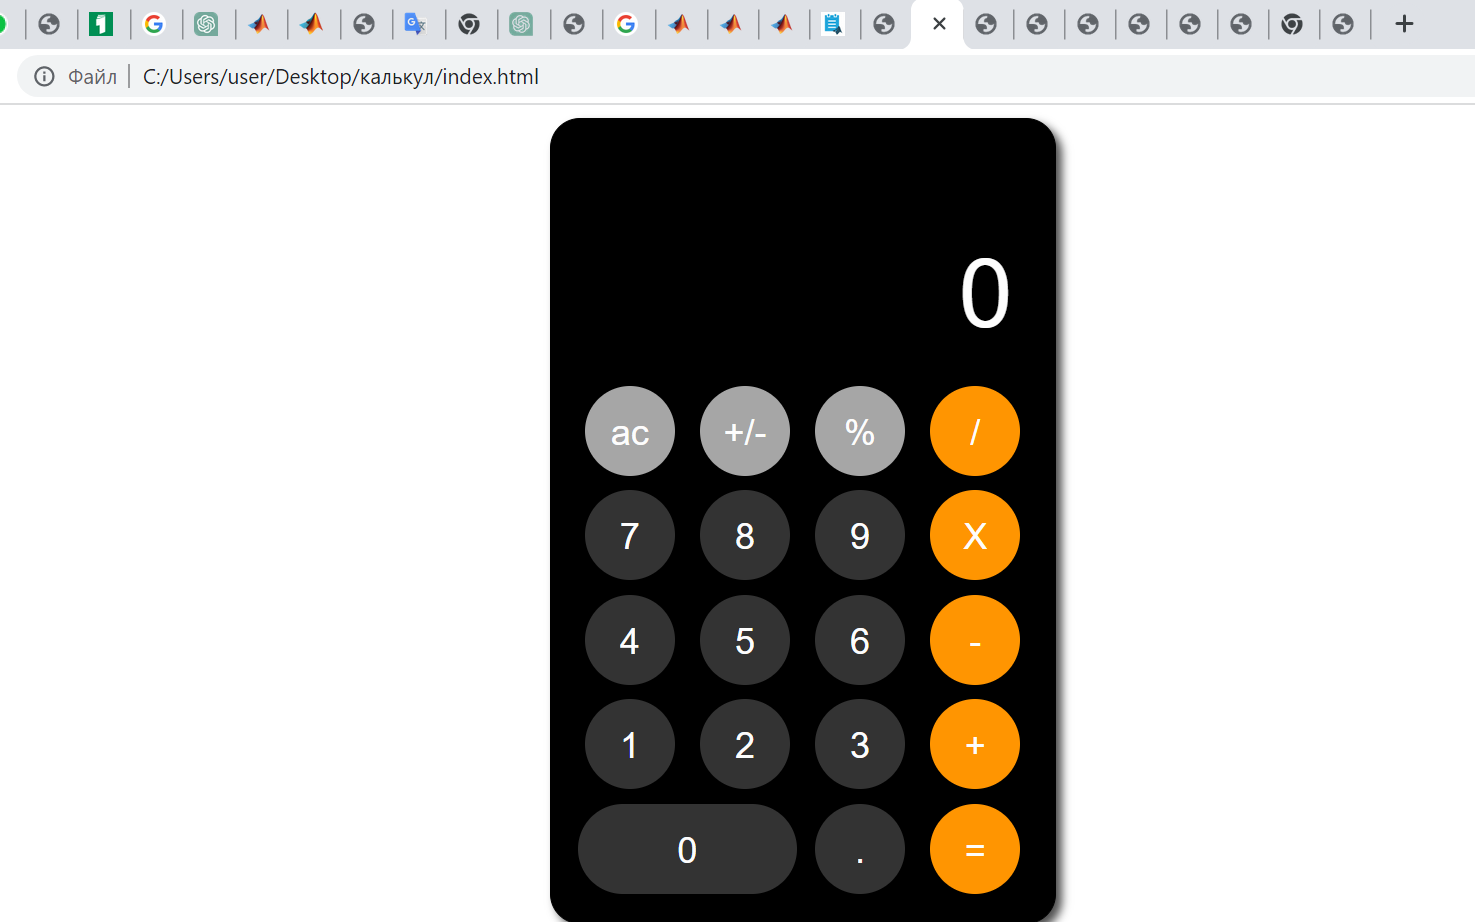 Файл C:/Users/user/Desktop/калькул/index.html
0
ac +/- % /
7 8 9 X
4 5 6 -
1 2 3 +
0 . =